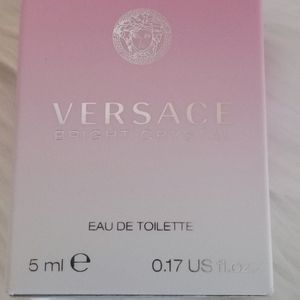 VERSACE
BRIGHT CRYSTAL
EAU DE TOILETTE
5 ml ℮ 0.17 US fl.oz.